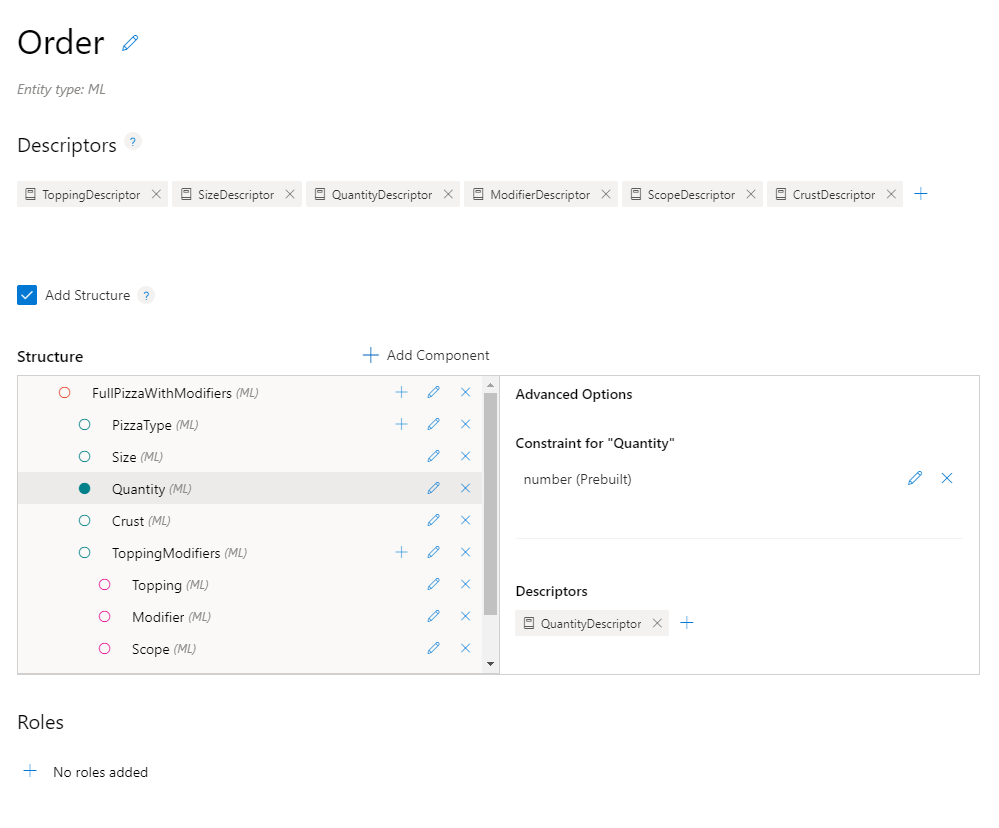 Order
Entity type: ML
Descriptors ?
ToppingDescriptor SizeDescriptor QuantityDescriptor ModifierDescriptor ScopeDescriptor CrustDescriptor
Add Structure ?
Structure
Add Component
FullPizzaWithModifiers (ML)
PizzaType (ML)
Size (ML)
Quantity (ML)
Crust (ML)
ToppingModifiers (ML)
Topping (ML)
Modifier (ML)
Scope (ML)
Advanced Options
Constraint for "Quantity"
number (Prebuilt)
Descriptors
QuantityDescriptor
Roles
No roles added